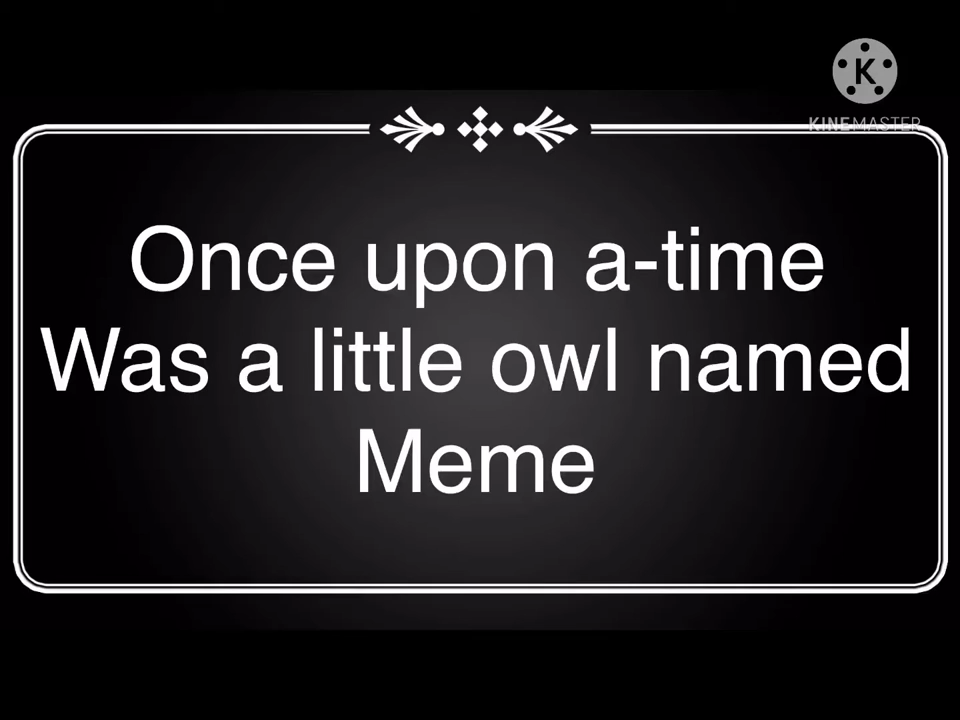 K
KINEMASTER
Once upon a-time
Was a little owl named
Meme